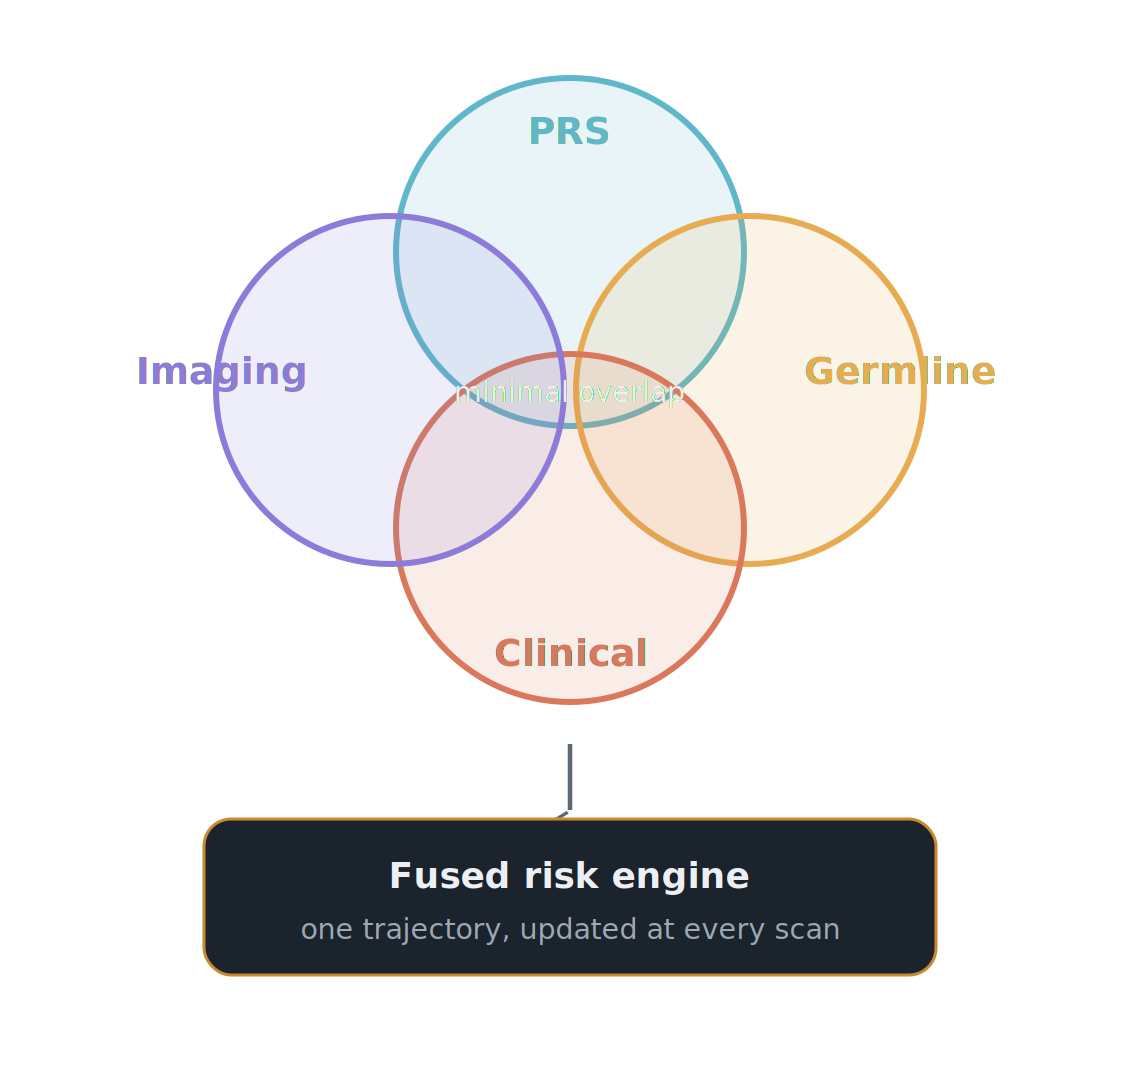 PRS
Imaging
Germline
minimal overlap
Clinical
Fused risk engine
one trajectory, updated at every scan